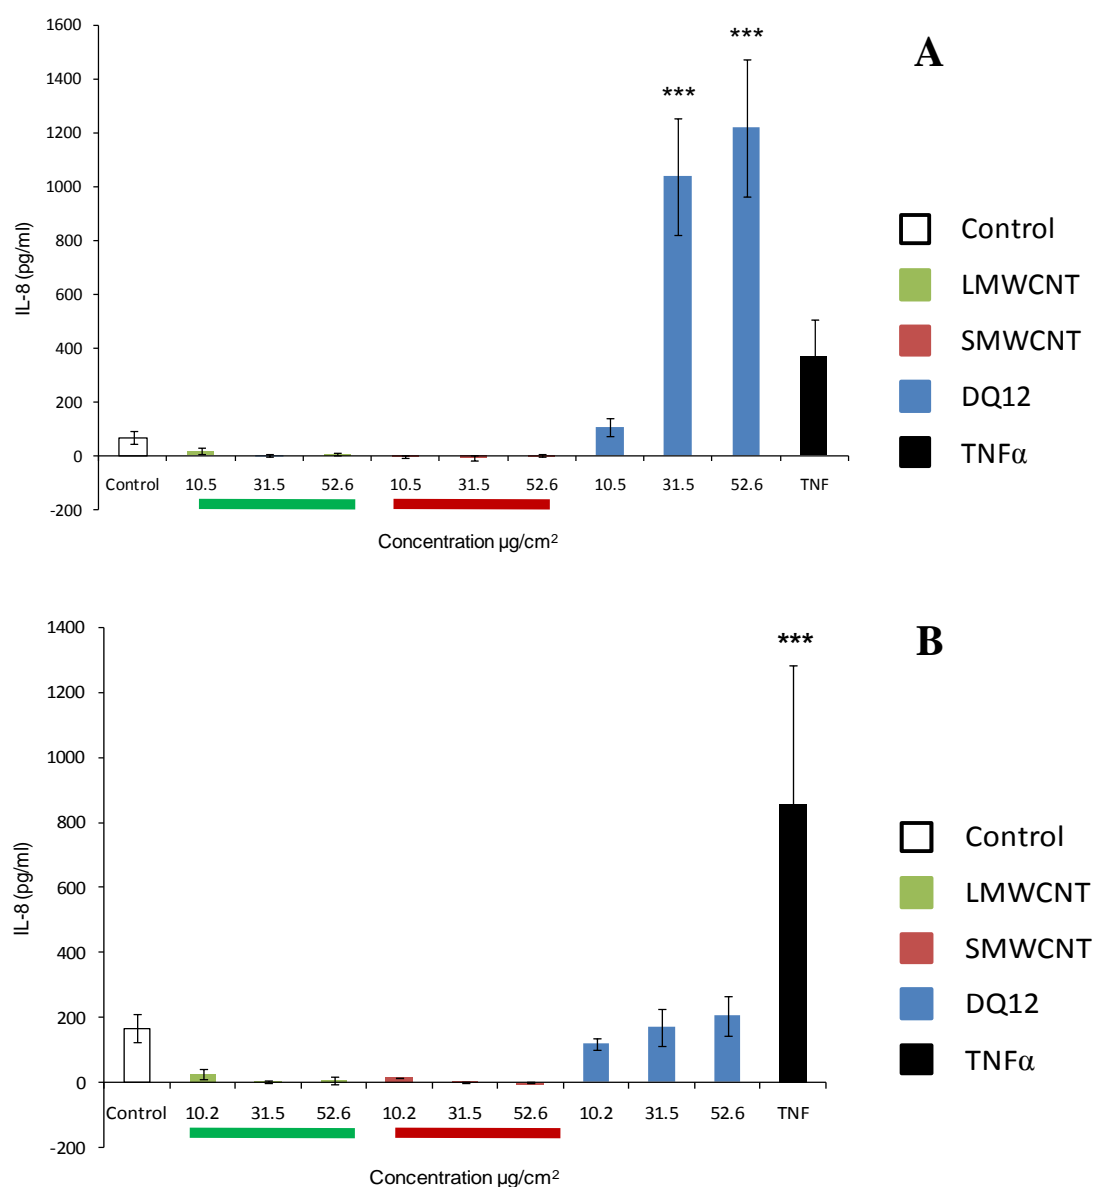 A
1600
1400
1200
1000
800
600
400
200
0
-200
IL-8 (pg/ml)
***
***
Control 10.5 31.5 52.6 10.5 31.5 52.6 10.5 31.5 52.6 TNF
Concentration µg/cm²
Control
LMWCNT
SMWCNT
DQ12
TNFα
B
1400
1200
1000
800
600
400
200
0
-200
IL-8 (pg/ml)
***
Control 10.2 31.5 52.6 10.2 31.5 52.6 10.2 31.5 52.6 TNF
Concentration µg/cm²
Control
LMWCNT
SMWCNT
DQ12
TNFα